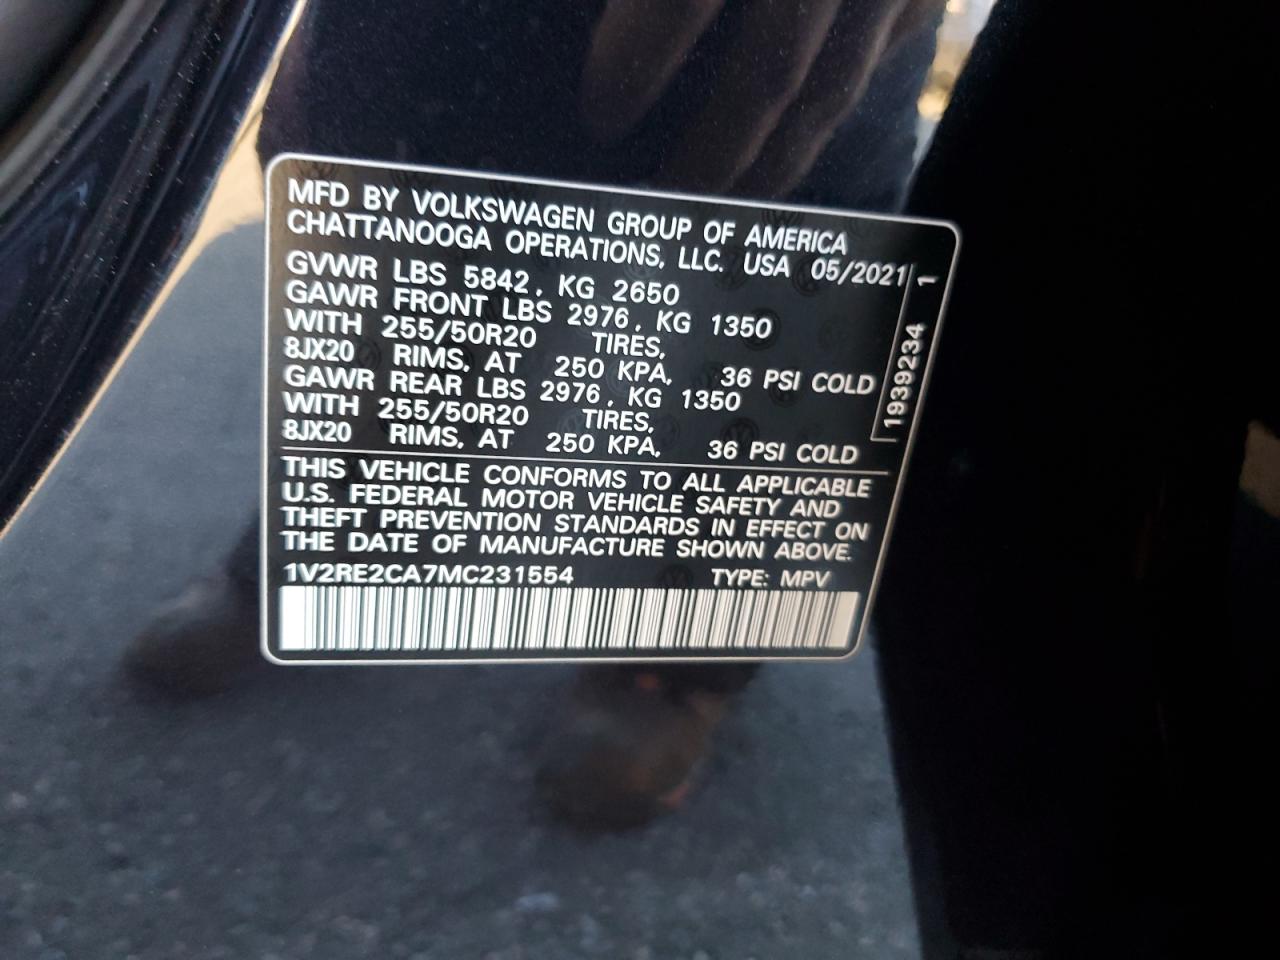 MFD BY VOLKSWAGEN GROUP OF AMERICA
CHATTANOOGA OPERATIONS, LLC. USA 05/2021
GVWR LBS 5842, KG 2650
GAWR FRONT LBS 2976, KG 1350
WITH 255/50R20 TIRES,
8JX20 RIMS, AT 250 KPA, 36 PSI COLD
GAWR REAR LBS 2976, KG 1350
WITH 255/50R20 TIRES,
8JX20 RIMS, AT 250 KPA, 36 PSI COLD
1939234 1
THIS VEHICLE CONFORMS TO ALL APPLICABLE
U.S. FEDERAL MOTOR VEHICLE SAFETY AND
THEFT PREVENTION STANDARDS IN EFFECT ON
THE DATE OF MANUFACTURE SHOWN ABOVE.
1V2RE2CA7MC231554 TYPE: MPV